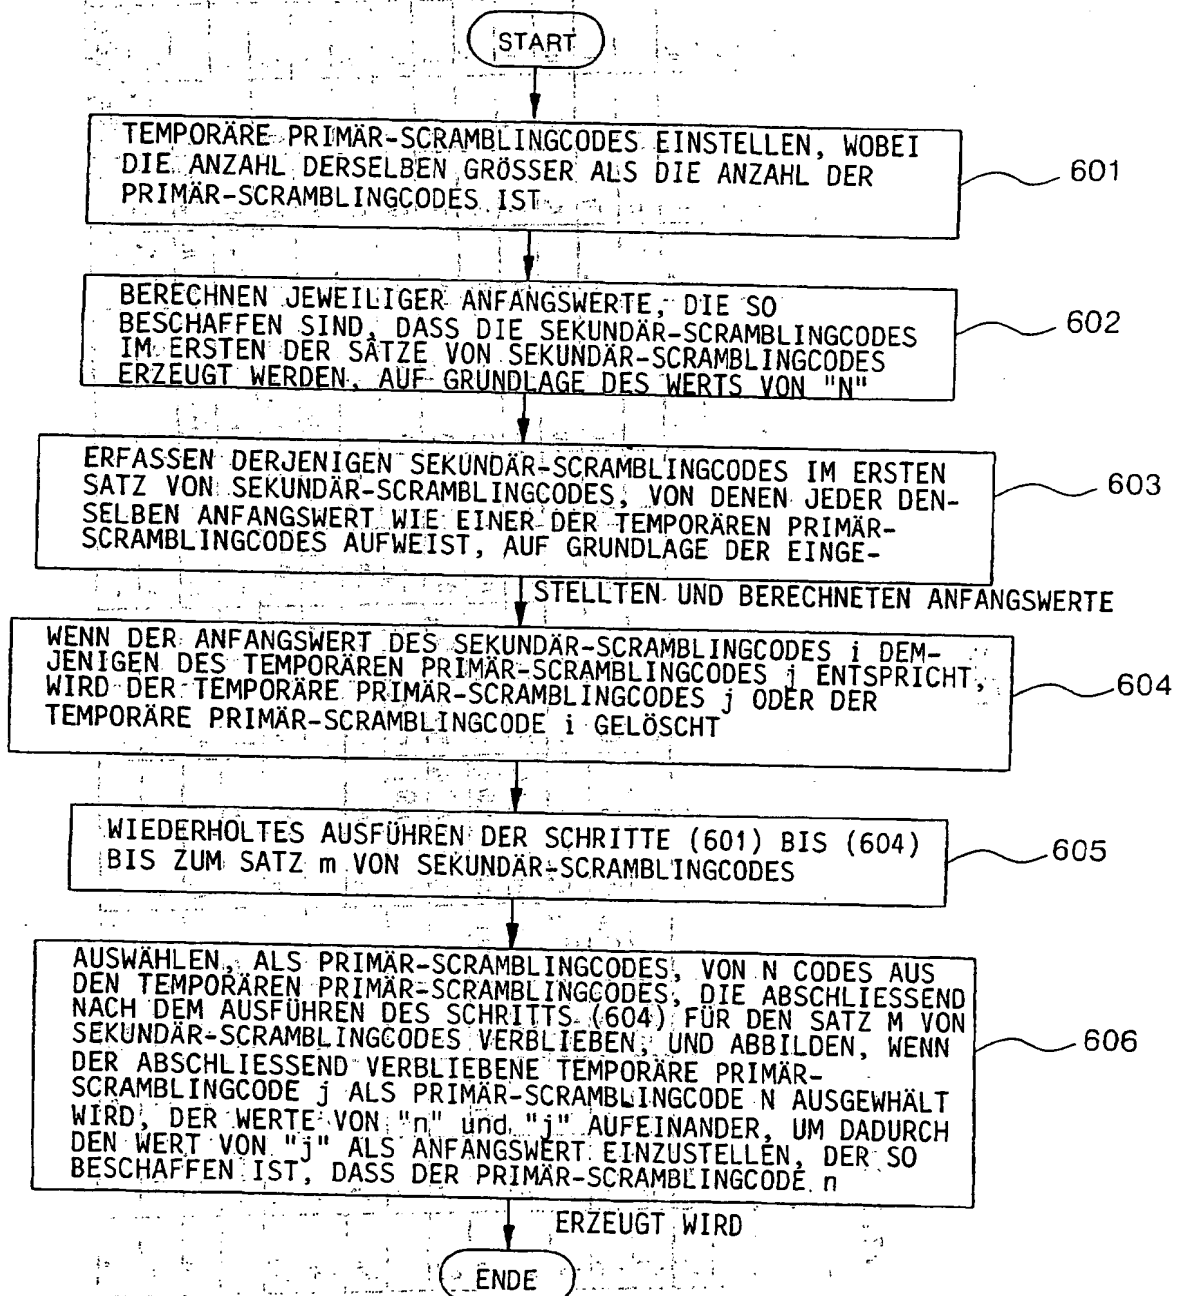 START
TEMPORÄRE PRIMÄR-SCRAMBLINGCODES EINSTELLEN, WOBEI
DIE ANZAHL DERSELBEN GRÖSSER ALS DIE ANZAHL DER
PRIMÄR-SCRAMBLINGCODES IST
601
BERECHNEN JEWEILIGER ANFANGSWERTE, DIE SO
BESCHAFFEN SIND, DASS DIE SEKUNDÄR-SCRAMBLINGCODES
IM ERSTEN DER SÄTZE VON SEKUNDÄR-SCRAMBLINGCODES
ERZEUGT WERDEN, AUF GRUNDLAGE DES WERTS VON "N"
602
ERFASSEN DERJENIGEN SEKUNDÄR-SCRAMBLINGCODES IM ERSTEN
SATZ VON SEKUNDÄR-SCRAMBLINGCODES, VON DENEN JEDER DEN-
SELBEN ANFANGSWERT WIE EINER DER TEMPORÄREN PRIMÄR-
SCRAMBLINGCODES AUFWEIST, AUF GRUNDLAGE DER EINGE-
603
STELLTEN UND BERECHNETEN ANFANGSWERTE
WENN DER ANFANGSWERT DES SEKUNDÄR-SCRAMBLINGCODES i DEM-
JENIGEN DES TEMPORÄREN PRIMÄR-SCRAMBLINGCODES j ENTSPRICHT,
WIRD DER TEMPORÄRE PRIMÄR-SCRAMBLINGCODES j ODER DER
TEMPORÄRE PRIMÄR-SCRAMBLINGCODE i GELÖSCHT
604
WIEDERHOLTES AUSFÜHREN DER SCHRITTE (601) BIS (604)
BIS ZUM SATZ m VON SEKUNDÄR-SCRAMBLINGCODES
605
AUSWÄHLEN, ALS PRIMÄR-SCRAMBLINGCODES, VON N CODES AUS
DEN TEMPORÄREN PRIMÄR-SCRAMBLINGCODES, DIE ABSCHLIESSEND
NACH DEM AUSFÜHREN DES SCHRITTS (604) FÜR DEN SATZ M VON
SEKUNDÄR-SCRAMBLINGCODES VERBLIEBEN, UND ABBILDEN, WENN
DER ABSCHLIESSEND VERBLIEBENE TEMPORÄRE PRIMÄR-
SCRAMBLINGCODE j ALS PRIMÄR-SCRAMBLINGCODE N AUSGEWHÄLT
WIRD, DER WERTE VON "n" und "j" AUFEINANDER, UM DADURCH
DEN WERT VON "j" ALS ANFANGSWERT EINZUSTELLEN, DER SO
BESCHAFFEN IST, DASS DER PRIMÄR-SCRAMBLINGCODE n
606
ERZEUGT WIRD
ENDE